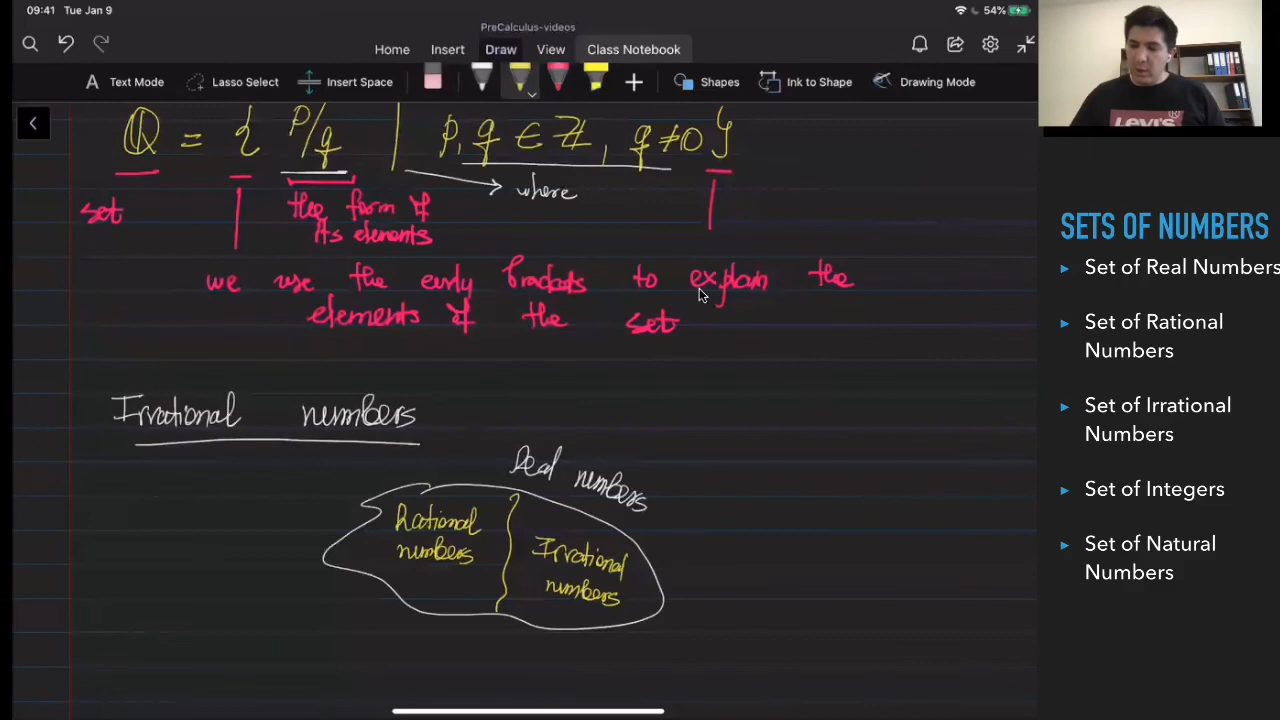 09:41 Tue Jan 9
54%
PreCalculus-videos
Home Insert Draw View Class Notebook
Text Mode Lasso Select Insert Space Shapes Ink to Shape Drawing Mode
ℚ = { p/q | p, q ∈ ℤ, q ≠ 0 }
where
set
the form of
its elements
we use the curly brackets to explain the
elements of the set
Irrational numbers
Real numbers
Rational
numbers
Irrational
numbers
Levi's
SETS OF NUMBERS
Set of Real Numbers
Set of Rational
Numbers
Set of Irrational
Numbers
Set of Integers
Set of Natural
Numbers